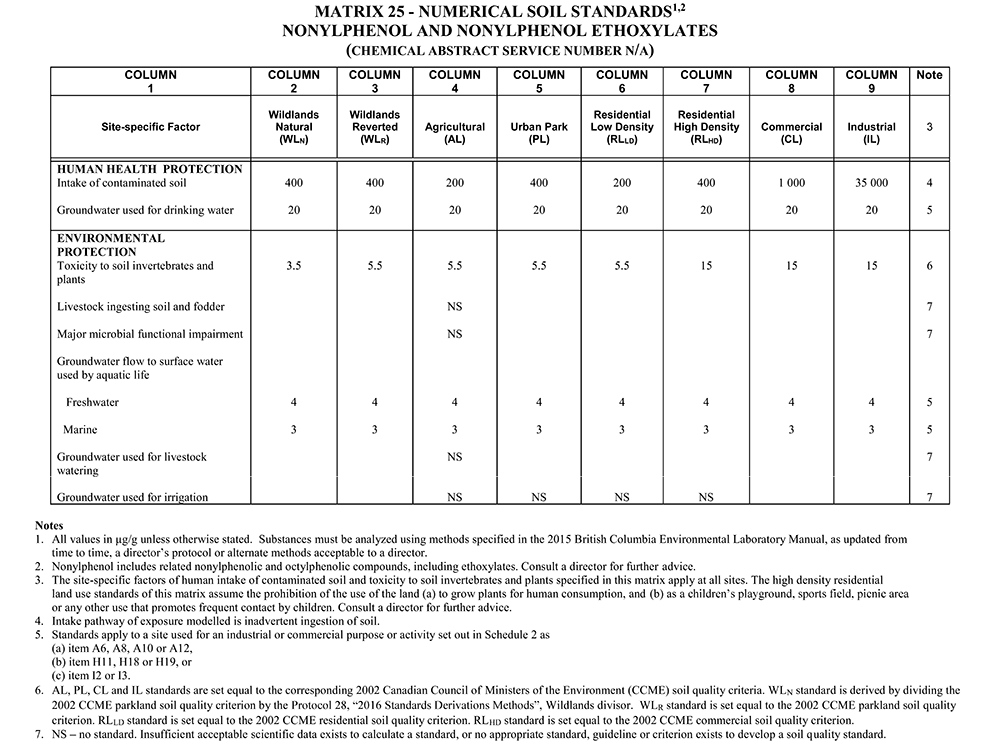 MATRIX 25 - NUMERICAL SOIL STANDARDS1,2
NONYLPHENOL AND NONYLPHENOL ETHOXYLATES
(CHEMICAL ABSTRACT SERVICE NUMBER N/A)
COLUMN 1 COLUMN 2 COLUMN 3 COLUMN 4 COLUMN 5 COLUMN 6 COLUMN 7 COLUMN 8 COLUMN 9 Note
Site-specific Factor Wildlands Natural (WLN) Wildlands Reverted (WLR) Agricultural (AL) Urban Park (PL) Residential Low Density (RLLD) Residential High Density (RLHD) Commercial (CL) Industrial (IL) 3
HUMAN HEALTH PROTECTION
Intake of contaminated soil 400 400 200 400 200 400 1 000 35 000 4
Groundwater used for drinking water 20 20 20 20 20 20 20 20 5
ENVIRONMENTAL
PROTECTION
Toxicity to soil invertebrates and 3.5 5.5 5.5 5.5 5.5 15 15 15 6
plants
Livestock ingesting soil and fodder NS 7
Major microbial functional impairment NS 7
Groundwater flow to surface water
used by aquatic life
Freshwater 4 4 4 4 4 4 4 4 5
Marine 3 3 3 3 3 3 3 3 5
Groundwater used for livestock NS 7
watering
Groundwater used for irrigation NS NS NS NS 7
Notes
1. All values in µg/g unless otherwise stated. Substances must be analyzed using methods specified in the 2015 British Columbia Environmental Laboratory Manual, as updated from
time to time, a director's protocol or alternate methods acceptable to a director.
2. Nonylphenol includes related nonylphenolic and octylphenolic compounds, including ethoxylates. Consult a director for further advice.
3. The site-specific factors of human intake of contaminated soil and toxicity to soil invertebrates and plants specified in this matrix apply at all sites. The high density residential
land use standards of this matrix assume the prohibition of the use of the land (a) to grow plants for human consumption, and (b) as a children's playground, sports field, picnic area
or any other use that promotes frequent contact by children. Consult a director for further advice.
4. Intake pathway of exposure modelled is inadvertent ingestion of soil.
5. Standards apply to a site used for an industrial or commercial purpose or activity set out in Schedule 2 as
(a) item A6, A8, A10 or A12,
(b) item H11, H18 or H19, or
(c) item I2 or I3.
6. AL, PL, CL and IL standards are set equal to the corresponding 2002 Canadian Council of Ministers of the Environment (CCME) soil quality criteria. WLN standard is derived by dividing the
2002 CCME parkland soil quality criterion by the Protocol 28, "2016 Standards Derivations Methods", Wildlands divisor. WLR standard is set equal to the 2002 CCME parkland soil quality
criterion. RLLD standard is set equal to the 2002 CCME residential soil quality criterion. RLHD standard is set equal to the 2002 CCME commercial soil quality criterion.
7. NS – no standard. Insufficient acceptable scientific data exists to calculate a standard, or no appropriate standard, guideline or criterion exists to develop a soil quality standard.